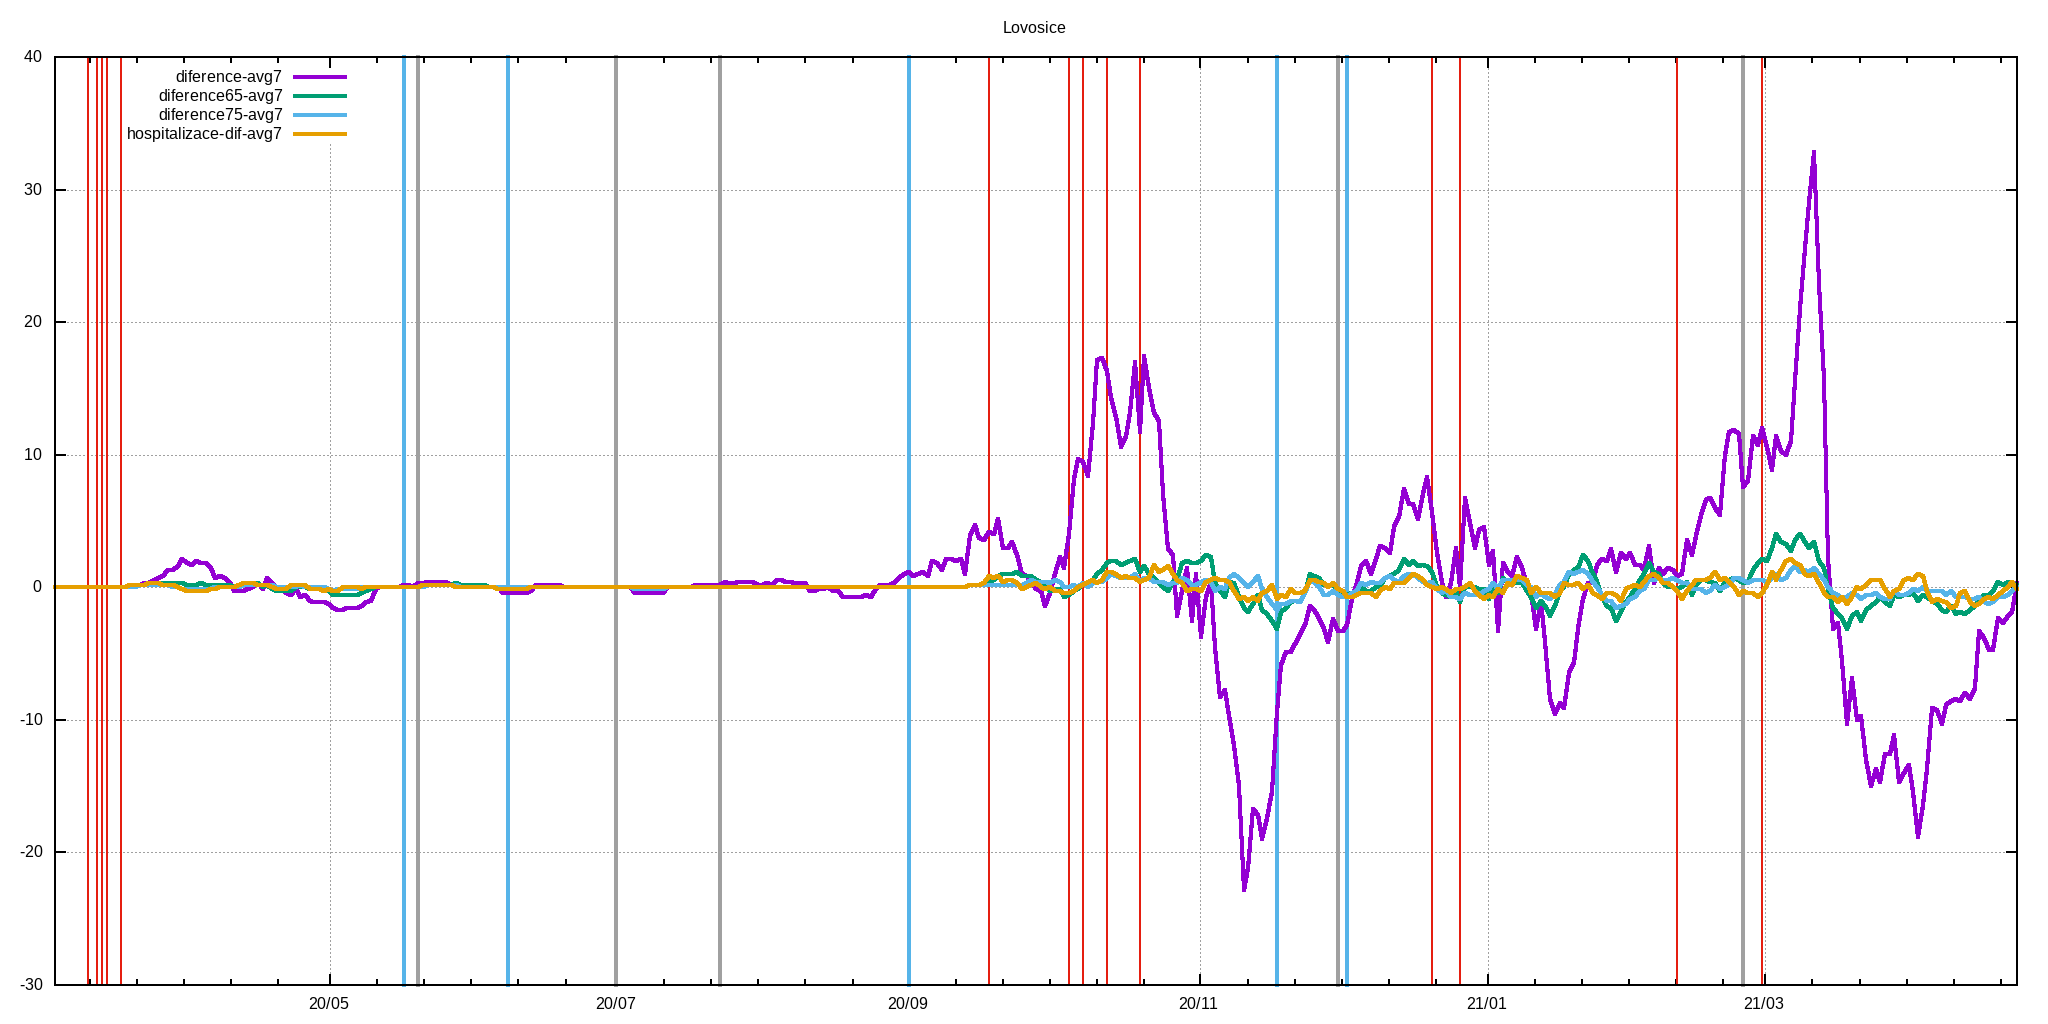 Lovosice
diference-avg7
diference65-avg7
diference75-avg7
hospitalizace-dif-avg7
40
30
20
10
0
-10
-20
-30
20/05 20/07 20/09 20/11 21/01 21/03